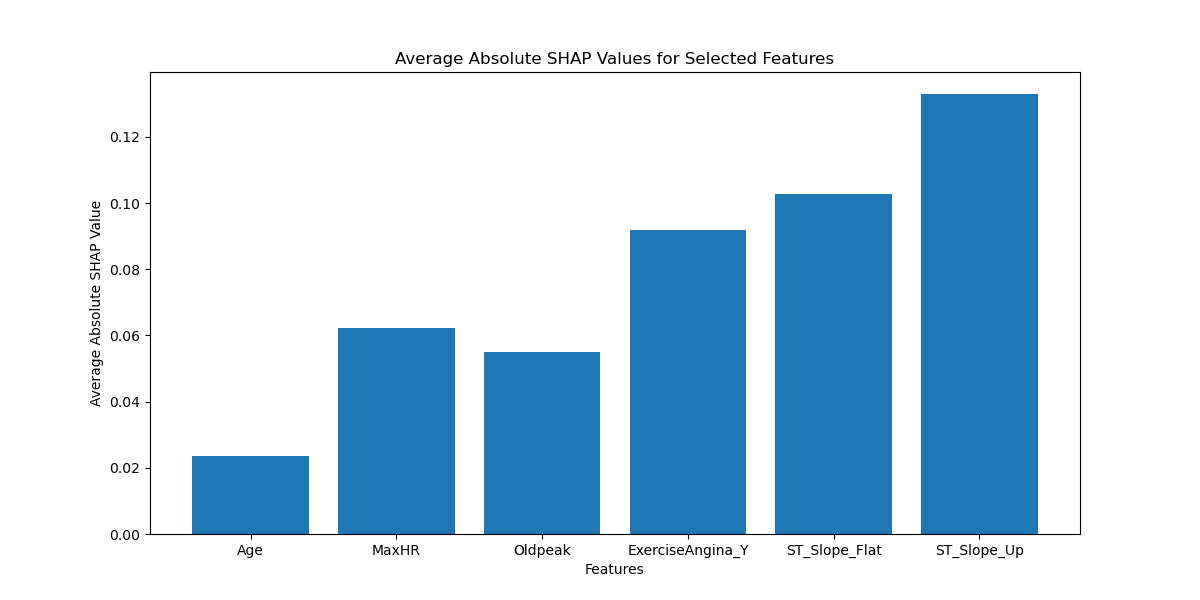 Average Absolute SHAP Values for Selected Features
Average Absolute SHAP Value
0.12
0.10
0.08
0.06
0.04
0.02
0.00
Age MaxHR Oldpeak ExerciseAngina_Y ST_Slope_Flat ST_Slope_Up
Features